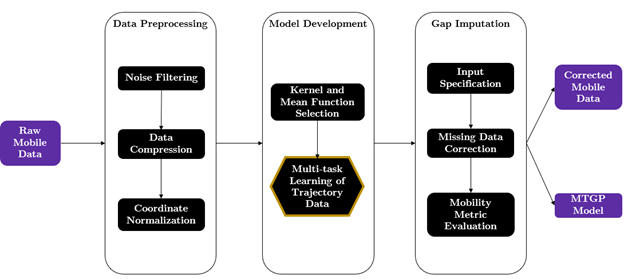 Raw
Mobile
Data
Data Preprocessing
Noise Filtering
Data
Compression
Coordinate
Normalization
Model Development
Kernel and
Mean Function
Selection
Multi-task
Learning of
Trajectory
Data
Gap Imputation
Input
Specification
Missing Data
Correction
Mobility
Metric
Evaluation
Corrected
Mobile
Data
MTGP
Model